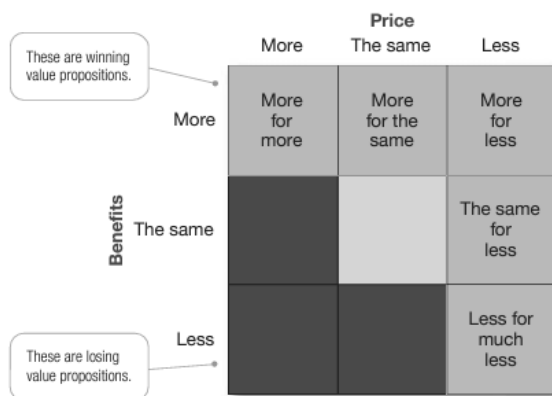 Price
More The same Less
These are winning
value propositions.
More
More
for
more
More
for the
same
More
for
less
Benefits
The same
The same
for
less
Less
Less for
much
less
These are losing
value propositions.